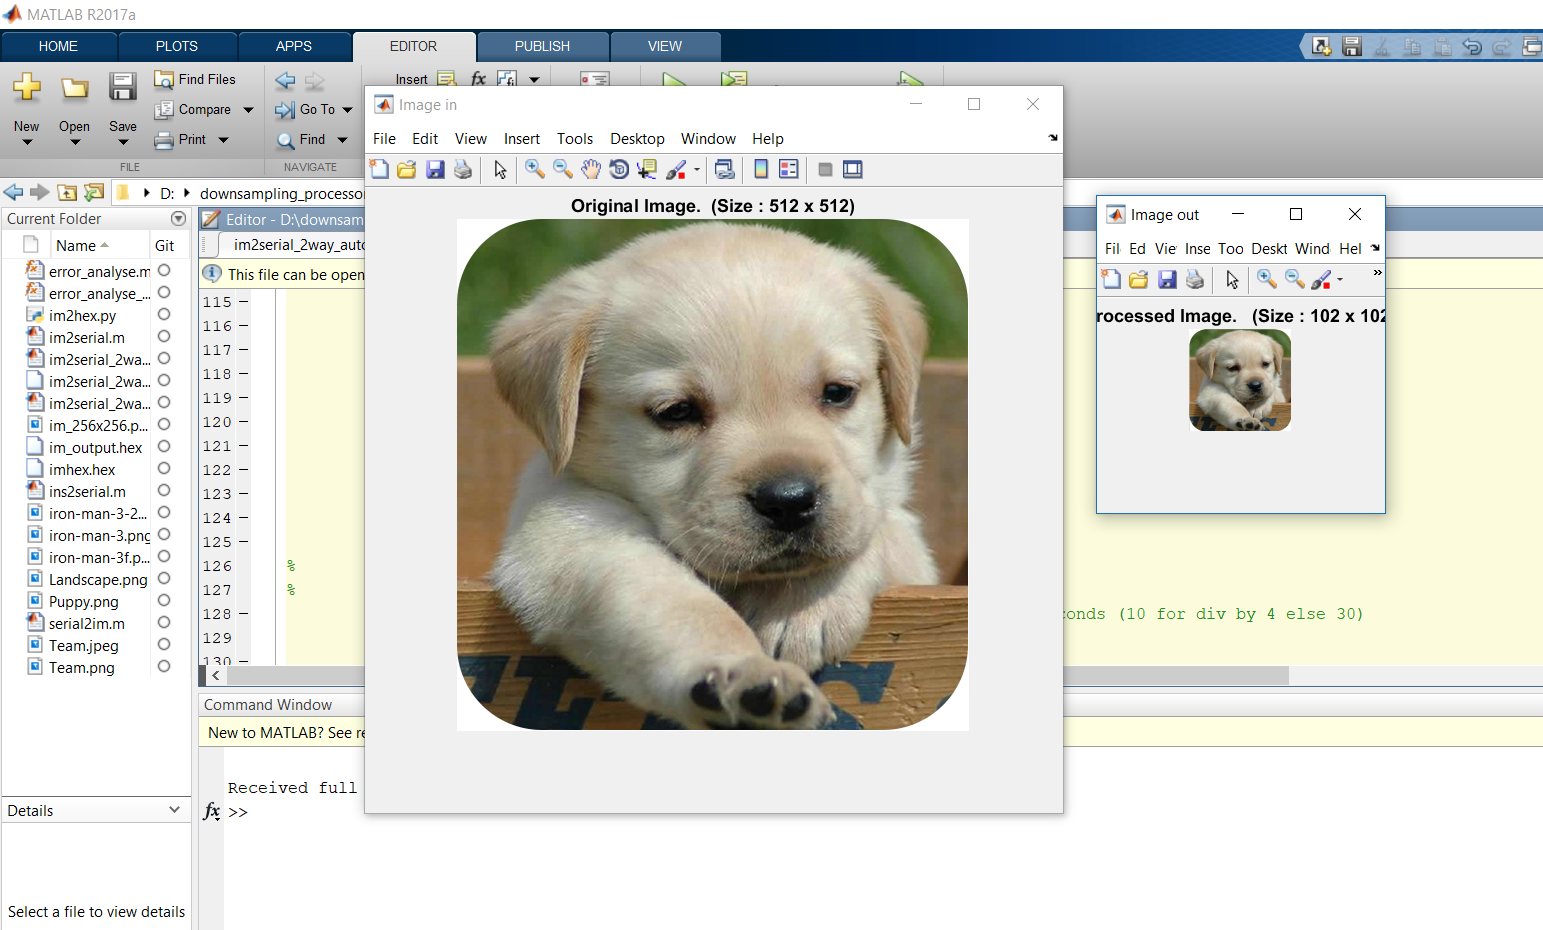 MATLAB R2017a
HOME PLOTS APPS EDITOR PUBLISH VIEW
New Open Save
Find Files
Compare
Print
FILE
Go To
Find
NAVIGATE
Insert fx
D: downsampling_processo
Current Folder
Name Git
error_analyse.m
error_analyse_...
im2hex.py
im2serial.m
im2serial_2wa...
im2serial_2wa...
im2serial_2wa...
im_256x256.p...
im_output.hex
imhex.hex
ins2serial.m
iron-man-3-2...
iron-man-3.png
iron-man-3f.p...
Landscape.png
Puppy.png
serial2im.m
Team.jpeg
Team.png
Details
Select a file to view details
Editor - D:\downsam
im2serial_2way_auto
This file can be open
115
116
117
118
119
120
121
122
123
124
125
126 %
127 %
128 conds (10 for div by 4 else 30)
129
130
Command Window
New to MATLAB? See re
Received full
fx >>
Image in
File Edit View Insert Tools Desktop Window Help
Original Image. (Size : 512 x 512)
Image out
Fil Ed Vie Inse Too Deskt Wind Hel
rocessed Image. (Size : 102 x 102